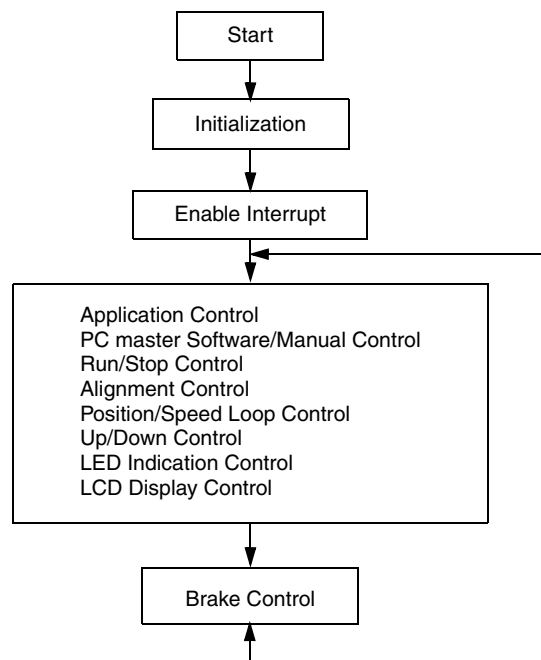 Start
Initialization
Enable Interrupt
Application Control
PC master Software/Manual Control
Run/Stop Control
Alignment Control
Position/Speed Loop Control
Up/Down Control
LED Indication Control
LCD Display Control
Brake Control